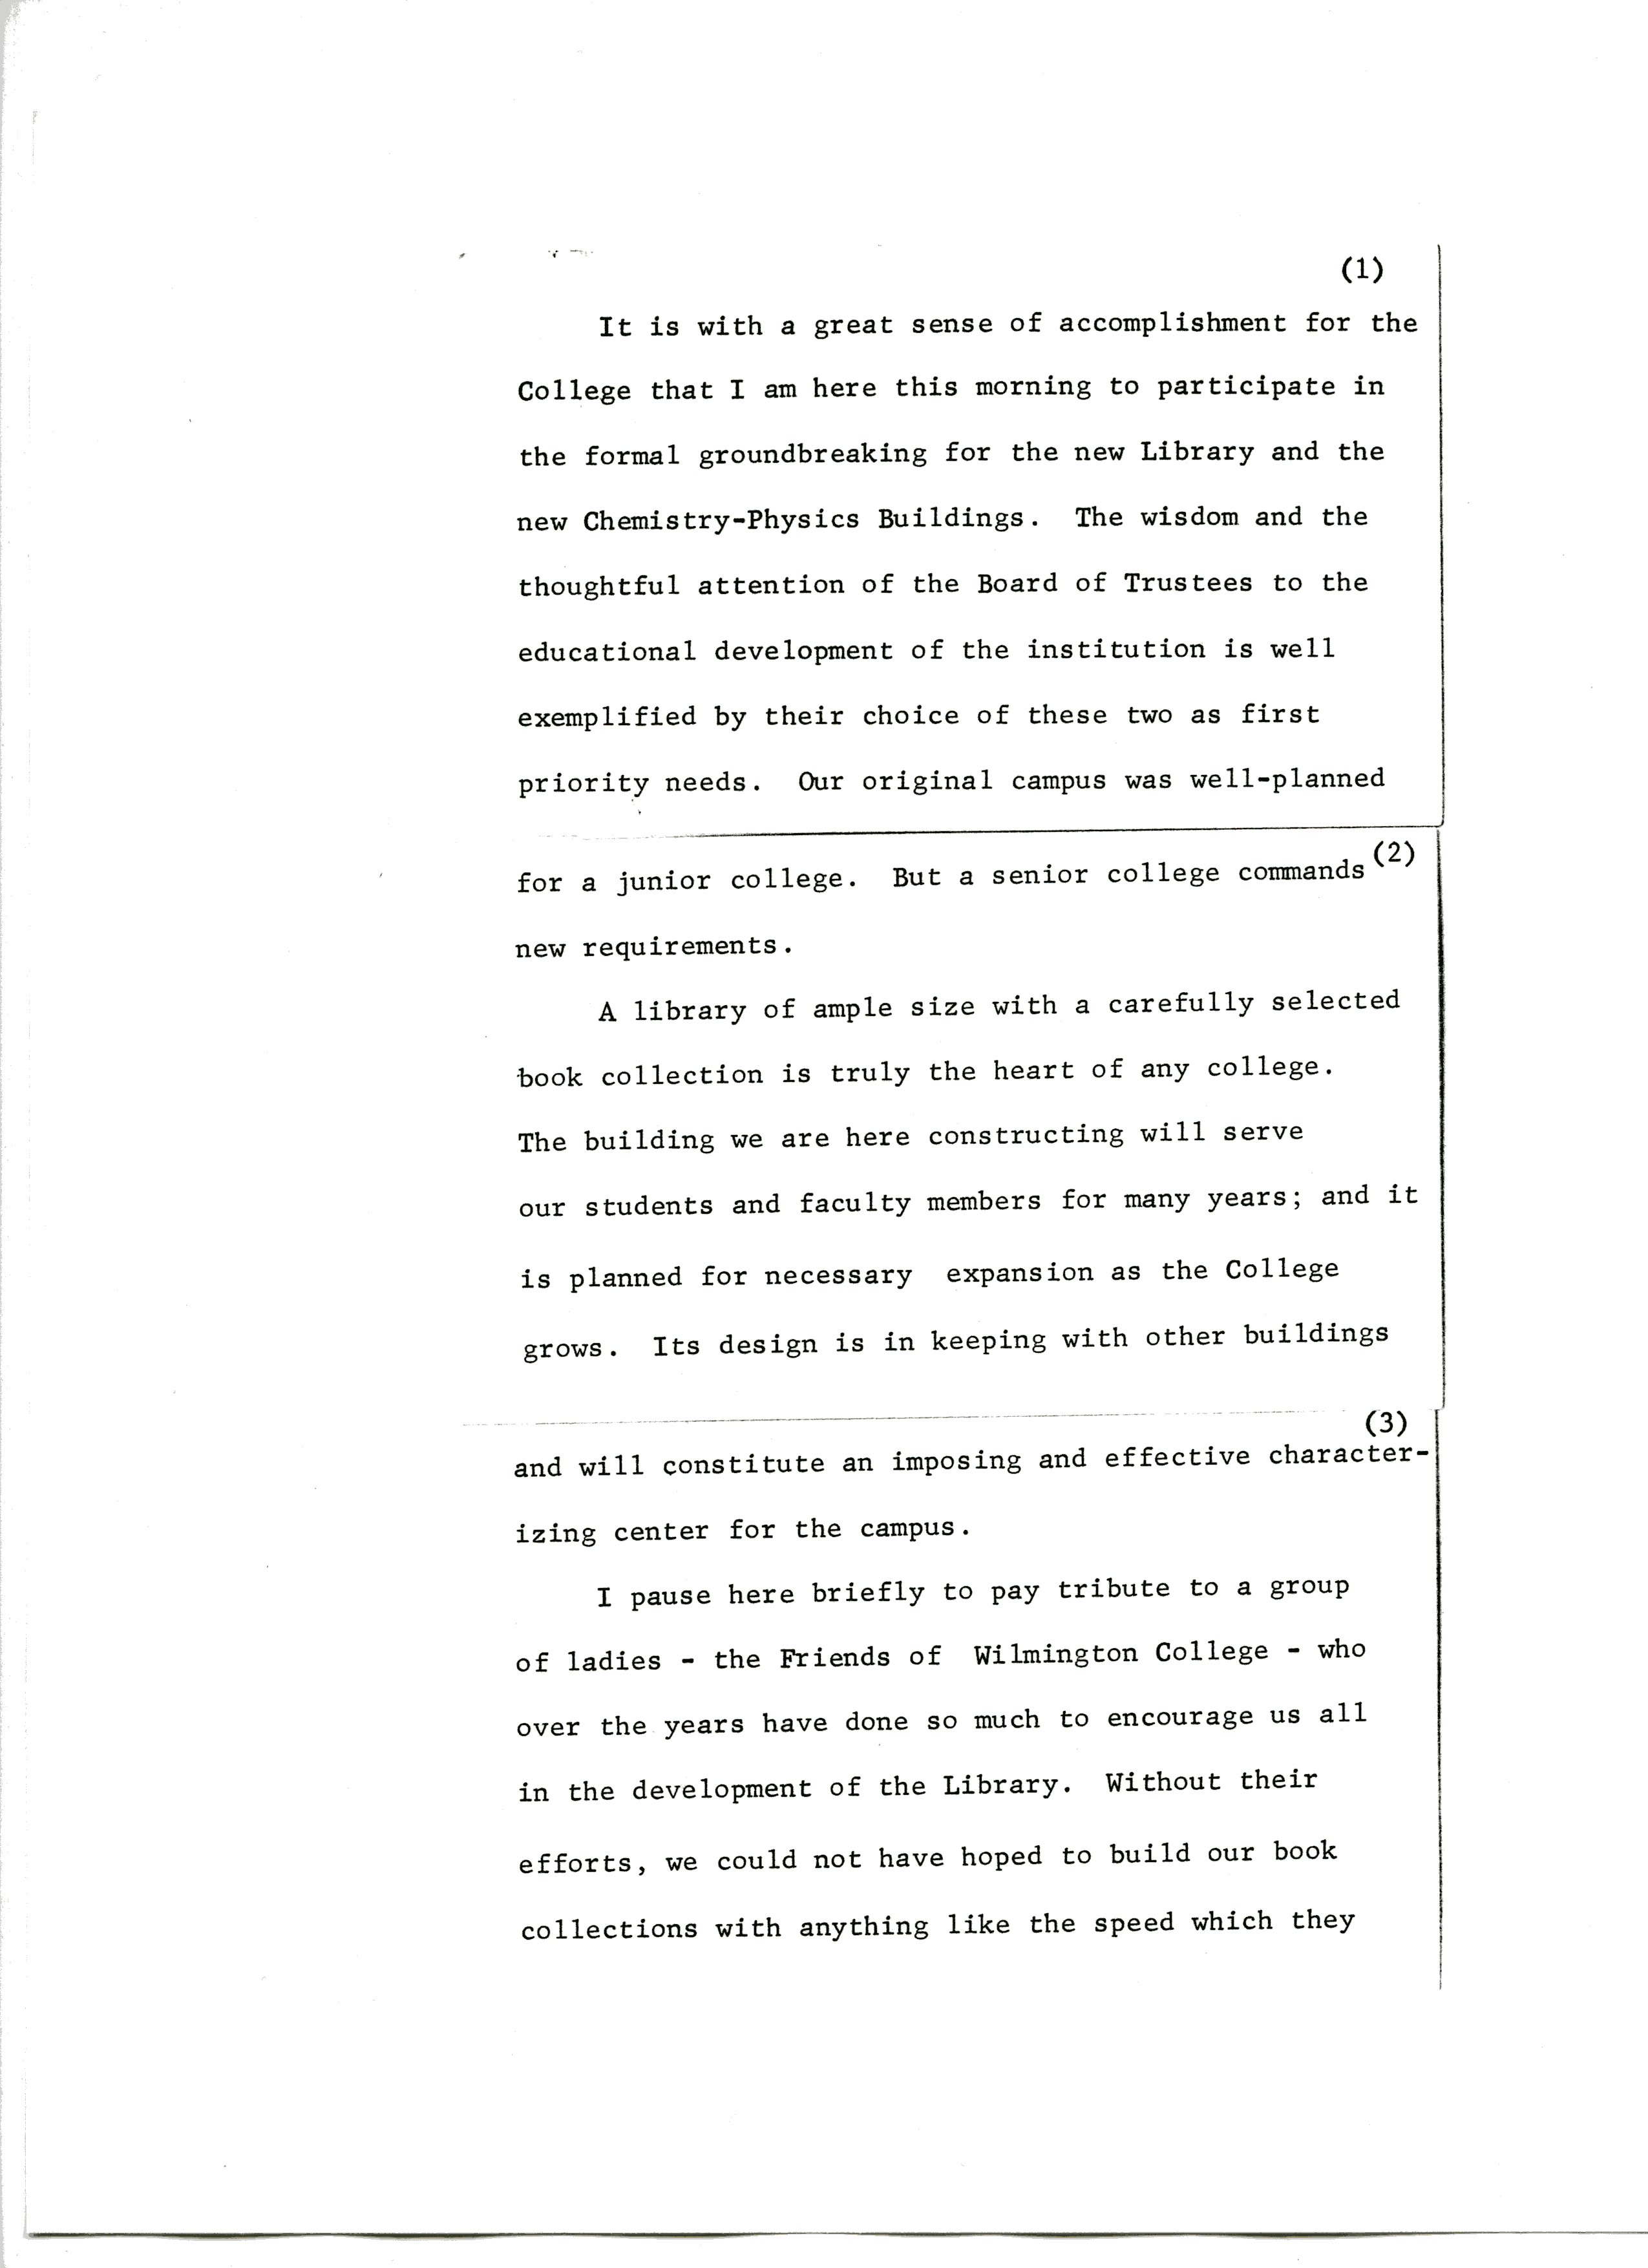 (1)
It is with a great sense of accomplishment for the
College that I am here this morning to participate in
the formal groundbreaking for the new Library and the
new Chemistry-Physics Buildings. The wisdom and the
thoughtful attention of the Board of Trustees to the
educational development of the institution is well
exemplified by their choice of these two as first
priority needs. Our original campus was well-planned
(2)
for a junior college. But a senior college commands
new requirements.
A library of ample size with a carefully selected
book collection is truly the heart of any college.
The building we are here constructing will serve
our students and faculty members for many years; and it
is planned for necessary expansion as the College
grows. Its design is in keeping with other buildings
(3)
and will constitute an imposing and effective character-
izing center for the campus.
I pause here briefly to pay tribute to a group
of ladies - the Friends of Wilmington College - who
over the years have done so much to encourage us all
in the development of the Library. Without their
efforts, we could not have hoped to build our book
collections with anything like the speed which they